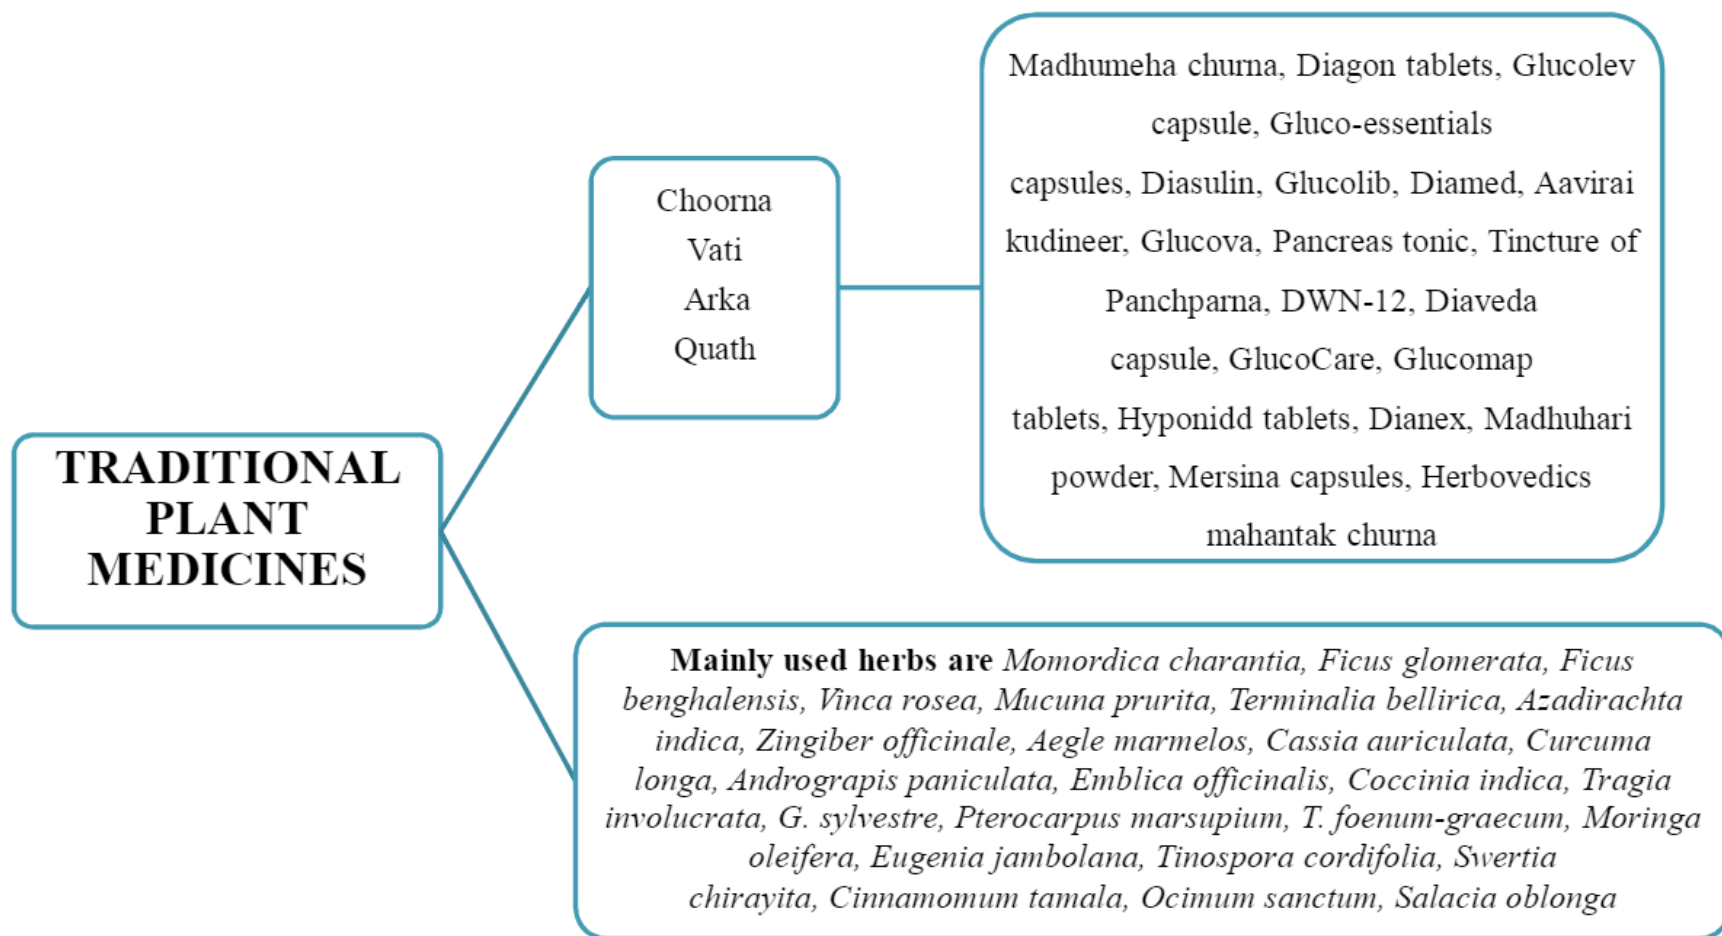 TRADITIONAL
PLANT
MEDICINES
Choorna
Vati
Arka
Quath
Madhumeha churna, Diagon tablets, Glucolev
capsule, Gluco-essentials
capsules, Diasulin, Glucolib, Diamed, Aavirai
kudineer, Glucova, Pancreas tonic, Tincture of
Panchparna, DWN-12, Diaveda
capsule, GlucoCare, Glucomap
tablets, Hyponidd tablets, Dianex, Madhuhari
powder, Mersina capsules, Herbovedics
mahantak churna
Mainly used herbs are Momordica charantia, Ficus glomerata, Ficus
benghalensis, Vinca rosea, Mucuna prurita, Terminalia bellirica, Azadirachta
indica, Zingiber officinale, Aegle marmelos, Cassia auriculata, Curcuma
longa, Andrograpis paniculata, Emblica officinalis, Coccinia indica, Tragia
involucrata, G. sylvestre, Pterocarpus marsupium, T. foenum-graecum, Moringa
oleifera, Eugenia jambolana, Tinospora cordifolia, Swertia
chirayita, Cinnamomum tamala, Ocimum sanctum, Salacia oblonga